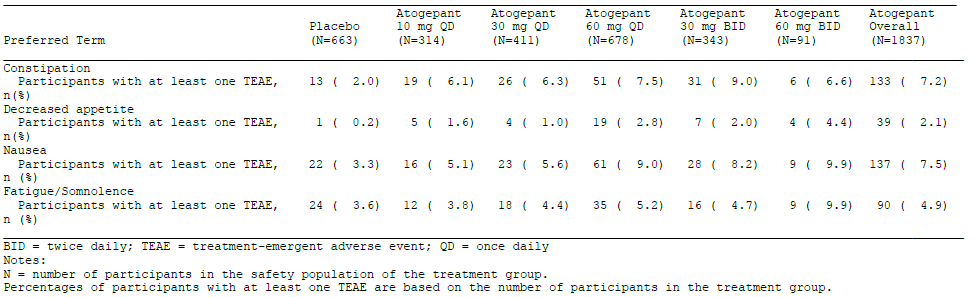 Placebo Atogepant Atogepant Atogepant Atogepant Atogepant Atogepant
10 mg QD 30 mg QD 60 mg QD 30 mg BID 60 mg BID Overall
Preferred Term (N=663) (N=314) (N=411) (N=678) (N=343) (N=91) (N=1837)
Constipation
Participants with at least one TEAE, 13 ( 2.0) 19 ( 6.1) 26 ( 6.3) 51 ( 7.5) 31 ( 9.0) 6 ( 6.6) 133 ( 7.2)
n(%)
Decreased appetite
Participants with at least one TEAE, 1 ( 0.2) 5 ( 1.6) 4 ( 1.0) 19 ( 2.8) 7 ( 2.0) 4 ( 4.4) 39 ( 2.1)
n(%)
Nausea
Participants with at least one TEAE, 22 ( 3.3) 16 ( 5.1) 23 ( 5.6) 61 ( 9.0) 28 ( 8.2) 9 ( 9.9) 137 ( 7.5)
n (%)
Fatigue/Somnolence
Participants with at least one TEAE, 24 ( 3.6) 12 ( 3.8) 18 ( 4.4) 35 ( 5.2) 16 ( 4.7) 9 ( 9.9) 90 ( 4.9)
n (%)
BID = twice daily; TEAE = treatment-emergent adverse event; QD = once daily
Notes:
N = number of participants in the safety population of the treatment group.
Percentages of participants with at least one TEAE are based on the number of participants in the treatment group.